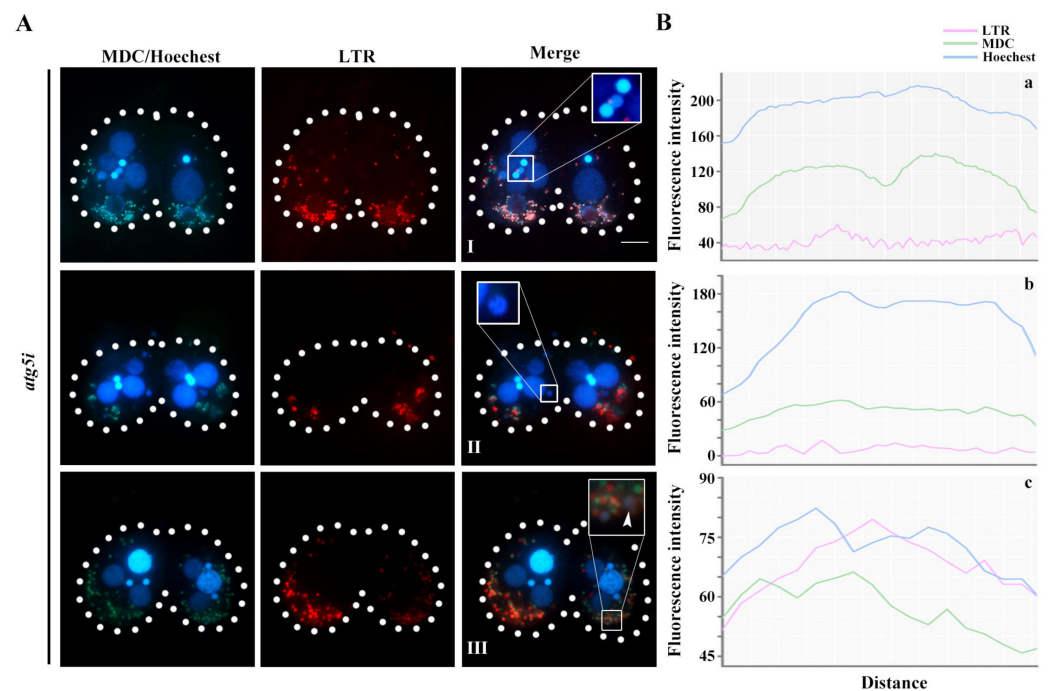 A
B
MDC/Hoechest
LTR
Merge
LTR
MDC
Hoechest
atg5i
I
II
III
Fluorescence intensity
200
160
120
80
40
a
Fluorescence intensity
180
120
60
0
b
Fluorescence intensity
90
75
60
45
c
Distance